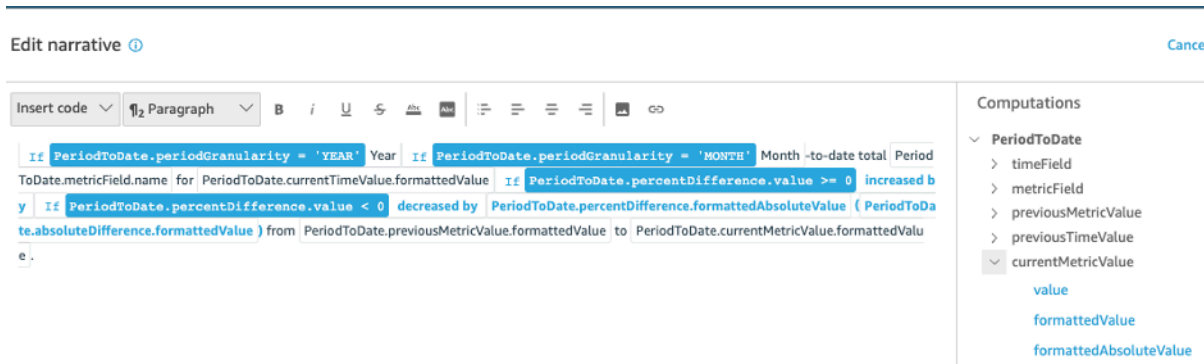 Edit narrative
Cance
Insert code ¶2 Paragraph B i U S Abc Abc
If PeriodToDate.periodGranularity = 'YEAR' Year If PeriodToDate.periodGranularity = 'MONTH' Month -to-date total Period
ToDate.metricField.name for PeriodToDate.currentTimeValue.formattedValue If PeriodToDate.percentDifference.value >= 0 increased b
y If PeriodToDate.percentDifference.value < 0 decreased by PeriodToDate.percentDifference.formattedAbsoluteValue ( PeriodToDa
te.absoluteDifference.formattedValue ) from PeriodToDate.previousMetricValue.formattedValue to PeriodToDate.currentMetricValue.formattedValu
e .
Computations
PeriodToDate
timeField
metricField
previousMetricValue
previousTimeValue
currentMetricValue
value
formattedValue
formattedAbsoluteValue